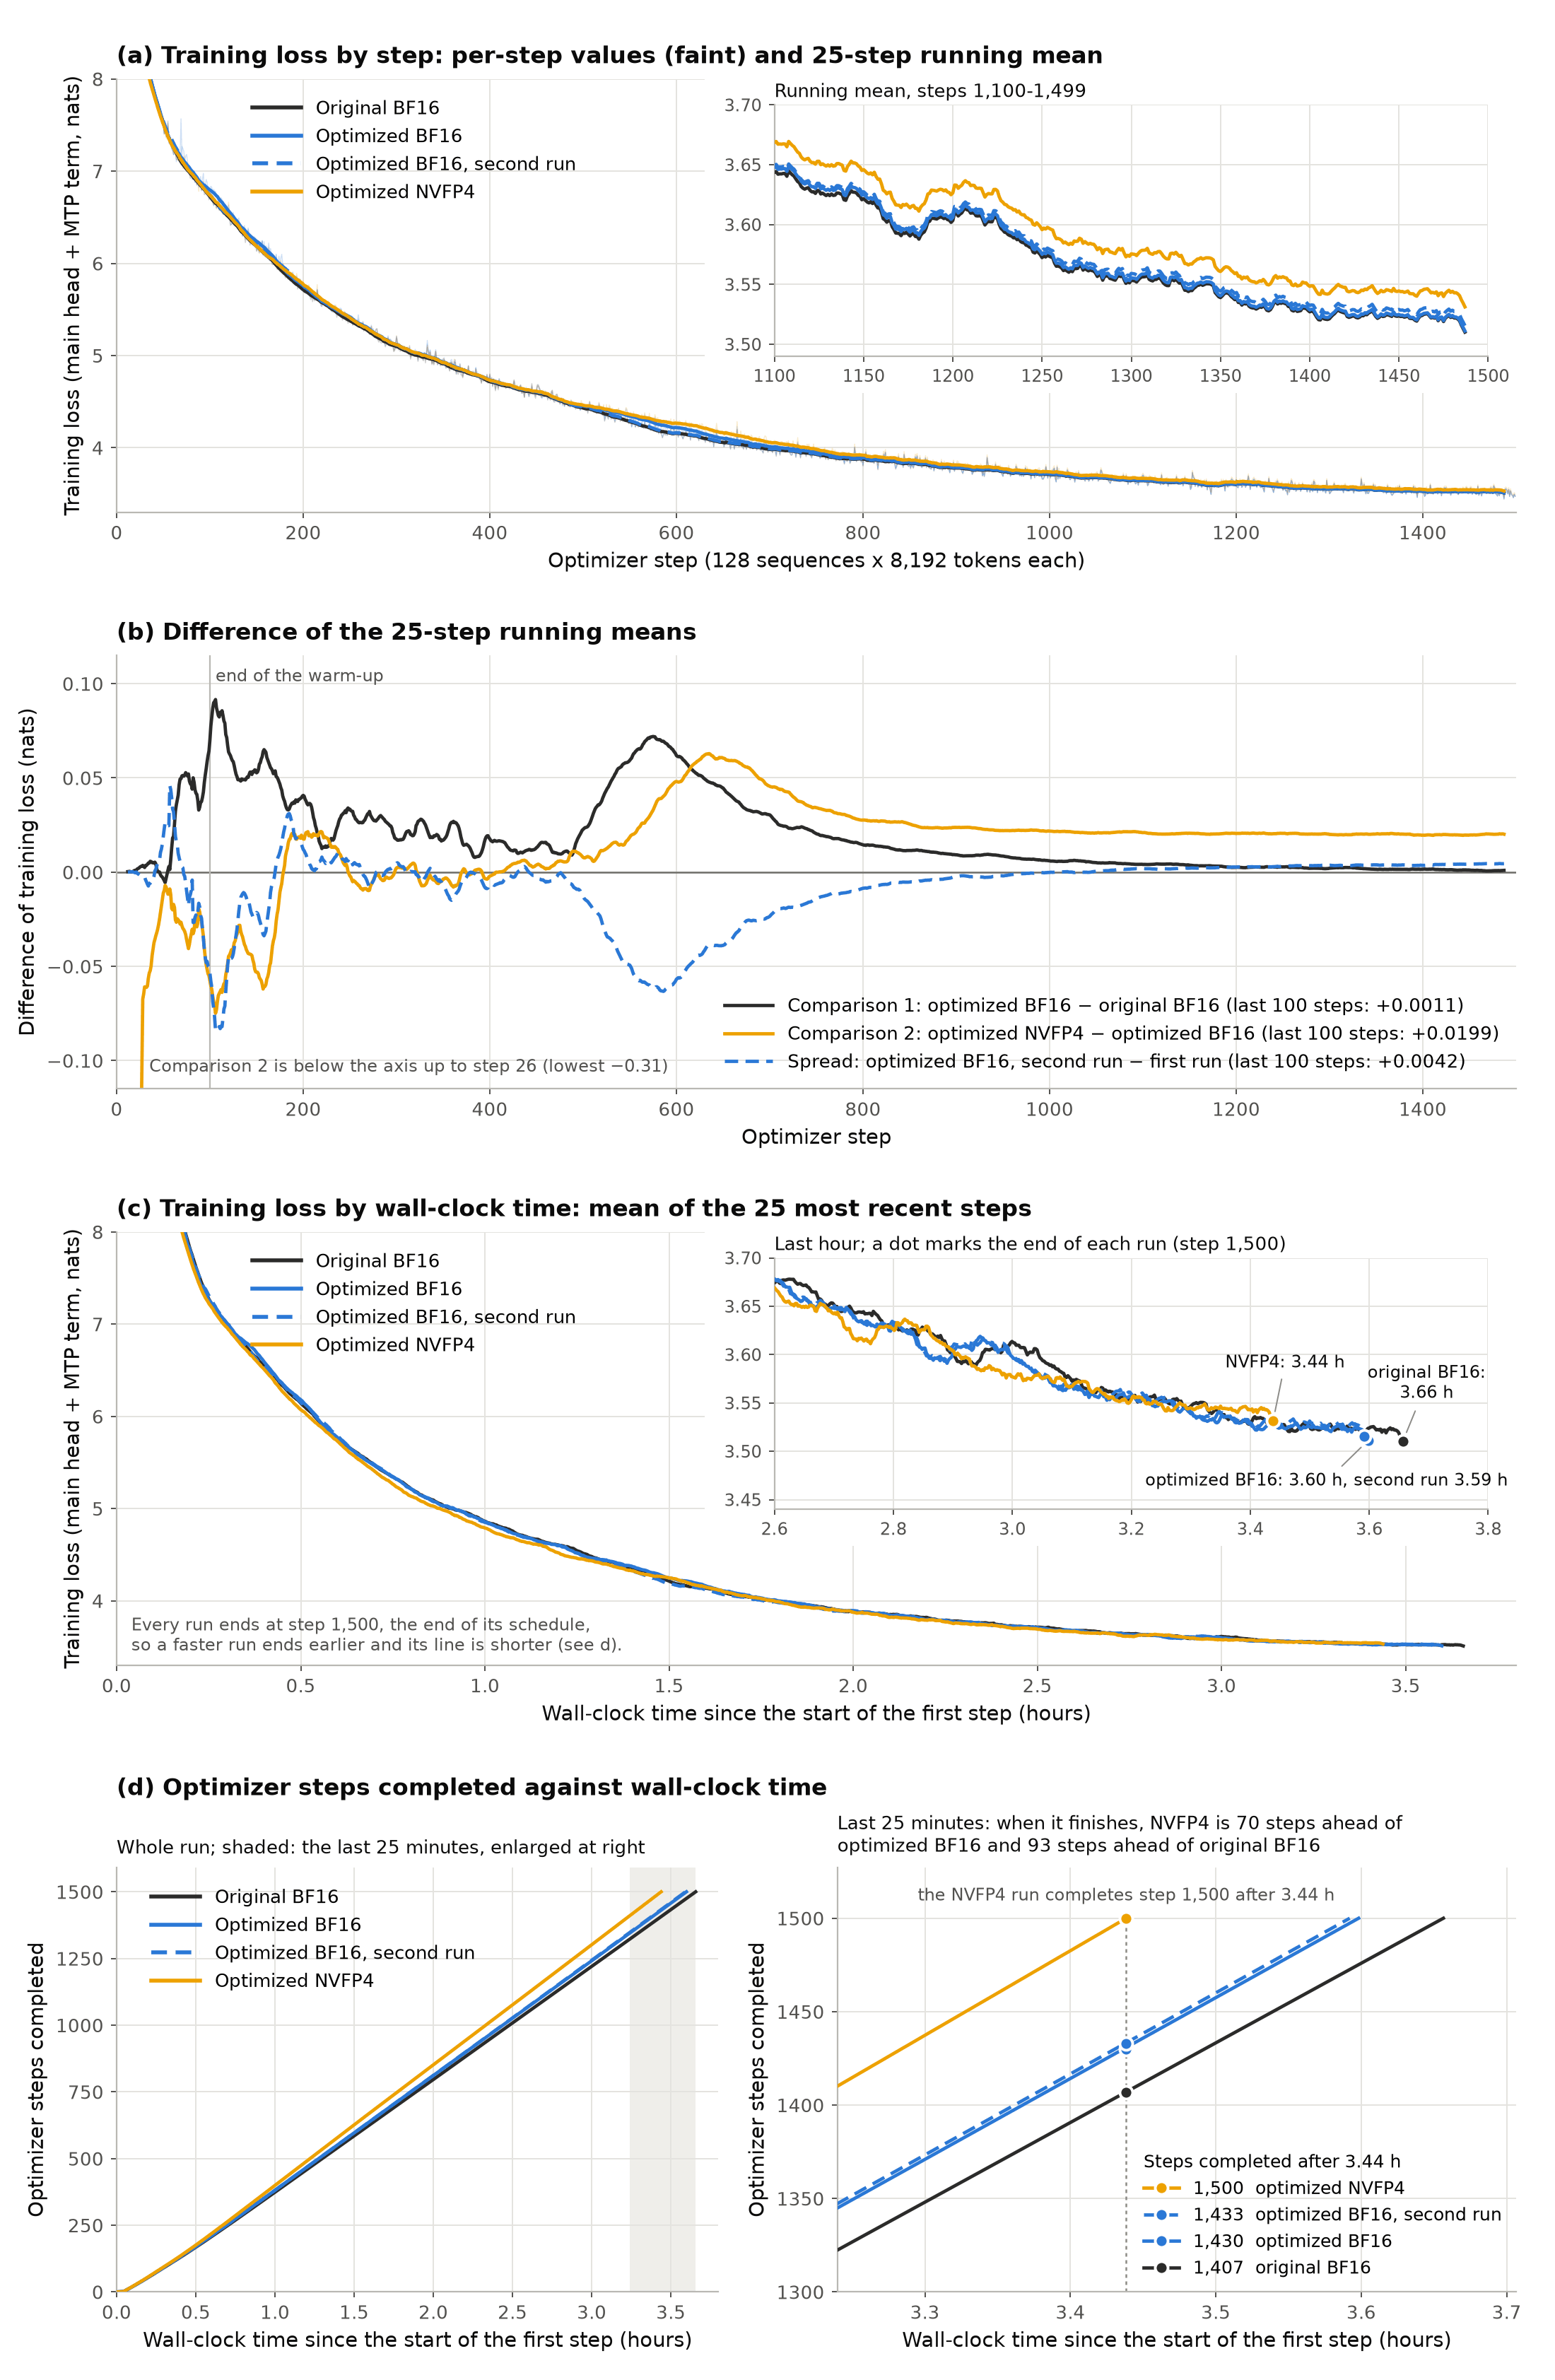 (a) Training loss by step: per-step values (faint) and 25-step running mean
Training loss (main head + MTP term, nats)
8
7
6
5
4
Original BF16
Optimized BF16
Optimized BF16, second run
Optimized NVFP4
Running mean, steps 1,100-1,499
3.70
3.65
3.60
3.55
3.50
1100 1150 1200 1250 1300 1350 1400 1450 1500
0 200 400 600 800 1000 1200 1400
Optimizer step (128 sequences x 8,192 tokens each)
(b) Difference of the 25-step running means
Difference of training loss (nats)
end of the warm-up
0.10
0.05
0.00
−0.05
−0.10
Comparison 1: optimized BF16 − original BF16 (last 100 steps: +0.0011)
Comparison 2: optimized NVFP4 − optimized BF16 (last 100 steps: +0.0199)
Spread: optimized BF16, second run − first run (last 100 steps: +0.0042)
Comparison 2 is below the axis up to step 26 (lowest −0.31)
0 200 400 600 800 1000 1200 1400
Optimizer step
(c) Training loss by wall-clock time: mean of the 25 most recent steps
Training loss (main head + MTP term, nats)
8
7
6
5
4
Original BF16
Optimized BF16
Optimized BF16, second run
Optimized NVFP4
Last hour; a dot marks the end of each run (step 1,500)
3.70
3.65
3.60
3.55
3.50
3.45
NVFP4: 3.44 h
original BF16:
3.66 h
optimized BF16: 3.60 h, second run 3.59 h
2.6 2.8 3.0 3.2 3.4 3.6 3.8
Every run ends at step 1,500, the end of its schedule,
so a faster run ends earlier and its line is shorter (see d).
0.0 0.5 1.0 1.5 2.0 2.5 3.0 3.5
Wall-clock time since the start of the first step (hours)
(d) Optimizer steps completed against wall-clock time
Whole run; shaded: the last 25 minutes, enlarged at right
Optimizer steps completed
1500
1250
1000
750
500
250
0
Original BF16
Optimized BF16
Optimized BF16, second run
Optimized NVFP4
0.0 0.5 1.0 1.5 2.0 2.5 3.0 3.5
Wall-clock time since the start of the first step (hours)
Last 25 minutes: when it finishes, NVFP4 is 70 steps ahead of
optimized BF16 and 93 steps ahead of original BF16
Optimizer steps completed
the NVFP4 run completes step 1,500 after 3.44 h
1500
1450
1400
1350
1300
Steps completed after 3.44 h
1,500 optimized NVFP4
1,433 optimized BF16, second run
1,430 optimized BF16
1,407 original BF16
3.3 3.4 3.5 3.6 3.7
Wall-clock time since the start of the first step (hours)